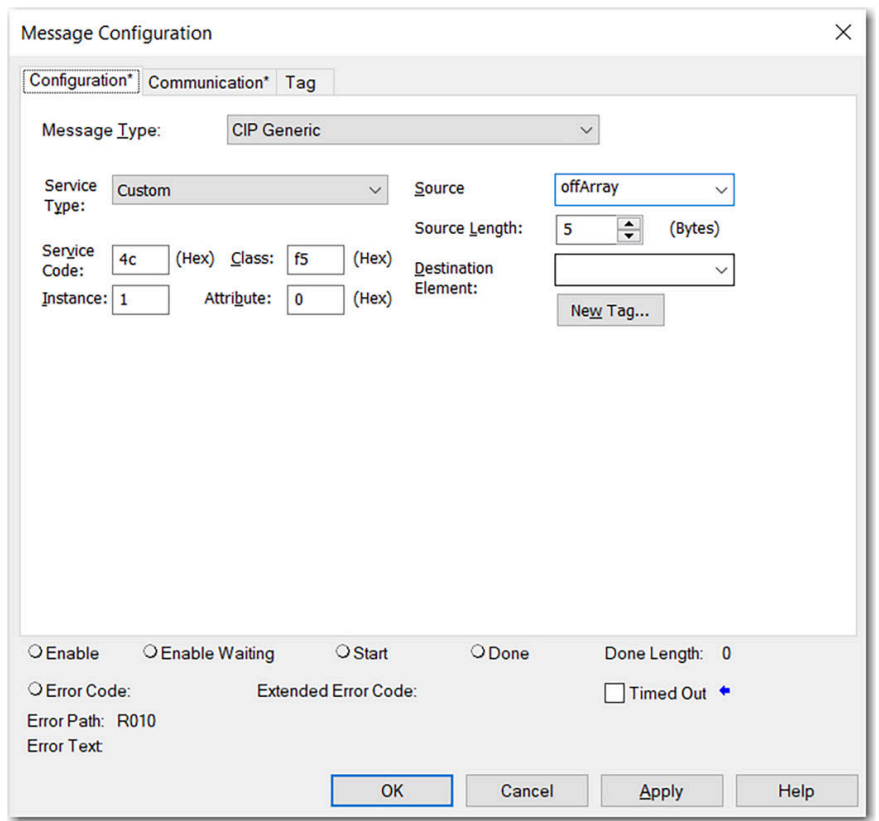 Message Configuration
Configuration* Communication* Tag
Message Type: CIP Generic
Service Type: Custom Source offArray
Source Length: 5 (Bytes)
Service Code: 4c (Hex) Class: f5 (Hex) Destination Element:
Instance: 1 Attribute: 0 (Hex) New Tag...
Enable Enable Waiting Start Done Done Length: 0
Error Code: Extended Error Code: Timed Out
Error Path: R010
Error Text:
OK Cancel Apply Help